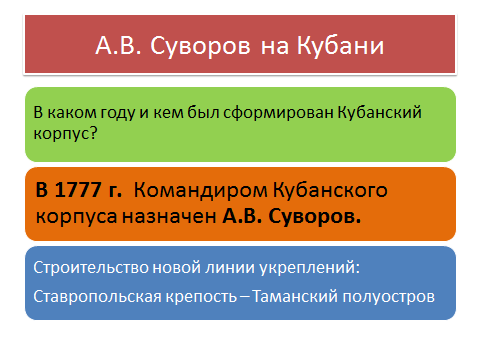 А.В. Суворов на Кубани
В каком году и кем был сформирован Кубанский
корпус?
В 1777 г.  Командиром Кубанского
корпуса назначен А.В. Суворов.
Строительство новой линии укреплений:
Ставропольская крепость – Таманский полуостров